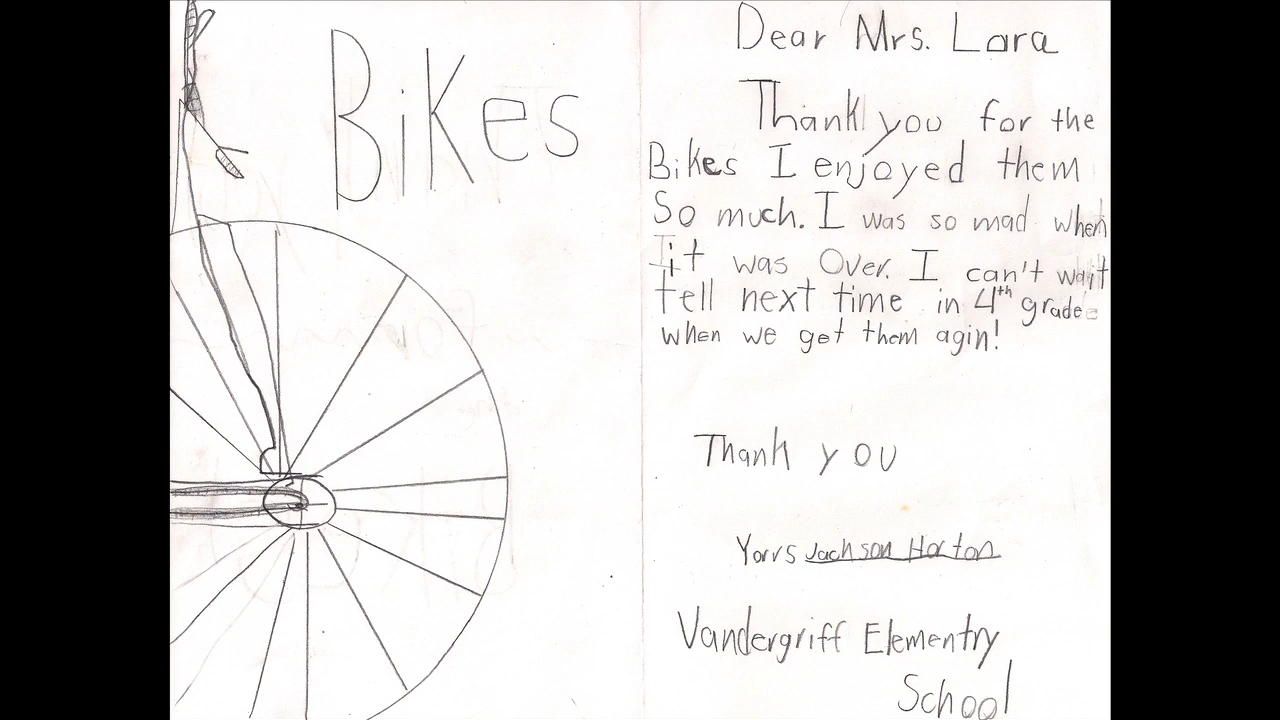 Bikes
Dear Mrs. Lara
Thank you for the
Bikes I enjoyed them
So much. I was so mad when
it was Over. I can't wait
tell next time in 4th grade
when we get them agin!
Thank you
Yorrs Jackson Horton
Vandergriff Elementry
School